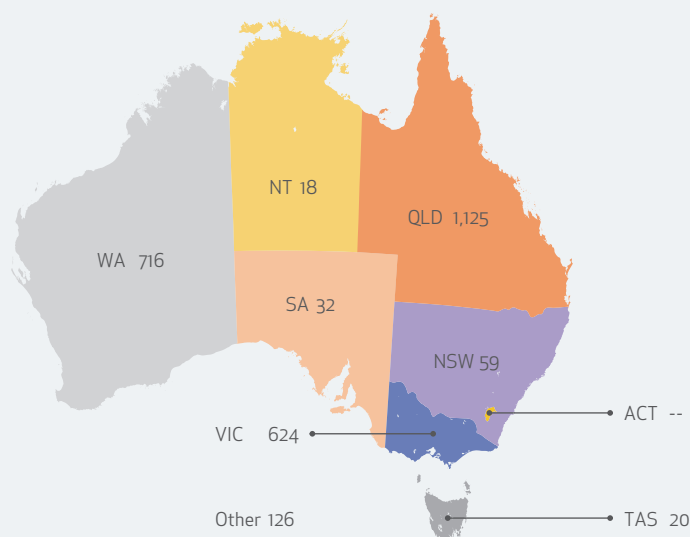 NT 18
QLD 1,125
WA 716
SA 32
NSW 59
ACT --
VIC 624
Other 126
TAS 20